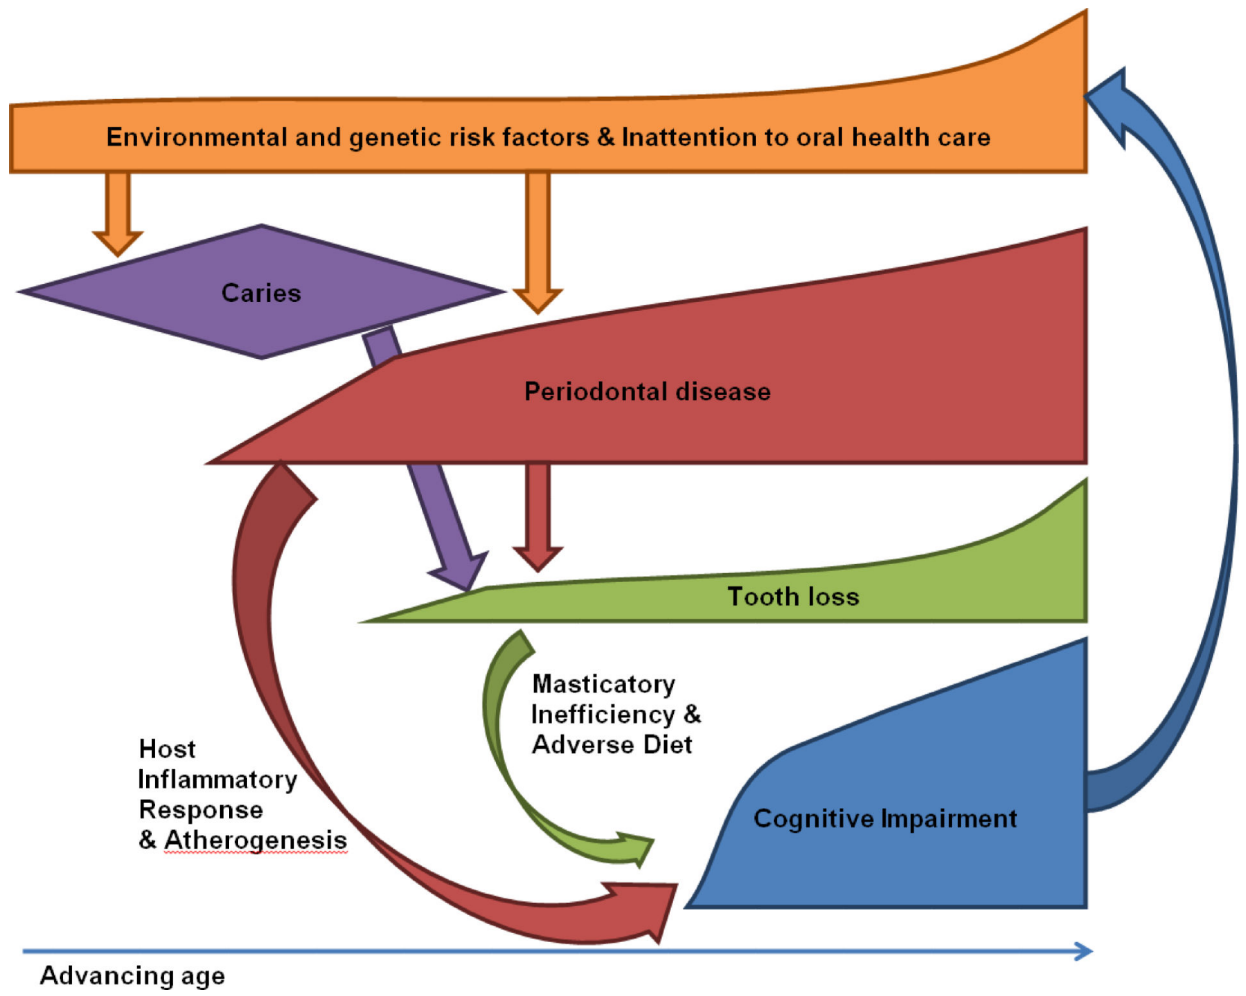 Environmental and genetic risk factors & Inattention to oral health care
Caries
Periodontal disease
Tooth loss
Masticatory
Inefficiency &
Adverse Diet
Host
Inflammatory
Response
& Atherogenesis
Cognitive Impairment
Advancing age